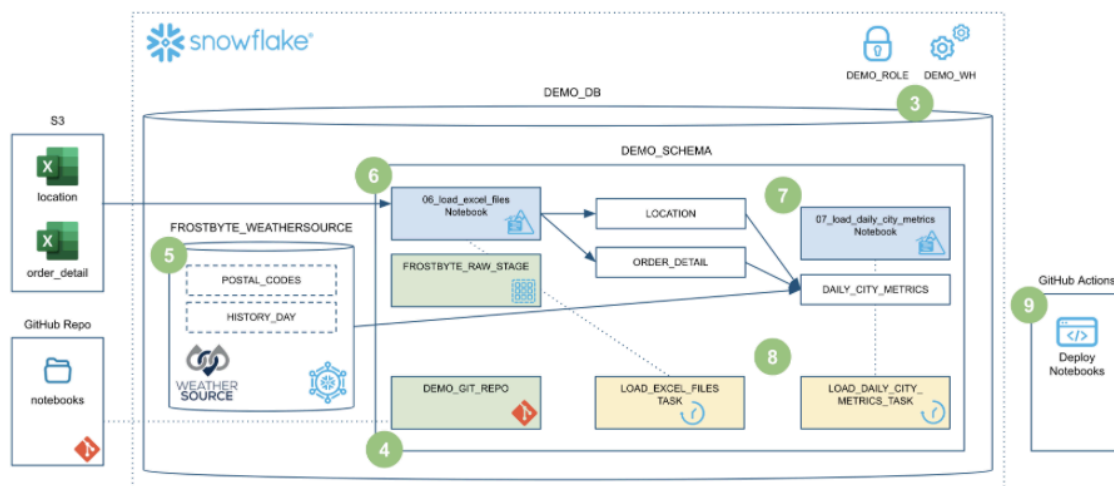 snowflake®
DEMO_ROLE
DEMO_WH
3
DEMO_DB
S3
location
order_detail
GitHub Repo
notebooks
FROSTBYTE_WEATHERSOURCE
5
POSTAL_CODES
HISTORY_DAY
WEATHER
SOURCE
DEMO_SCHEMA
6
06_load_excel_files
Notebook
FROSTBYTE_RAW_STAGE
LOCATION
ORDER_DETAIL
7
07_load_daily_city_metrics
Notebook
DAILY_CITY_METRICS
8
4
DEMO_GIT_REPO
LOAD_EXCEL_FILES
TASK
LOAD_DAILY_CITY_
METRICS_TASK
GitHub Actions
9
Deploy
Notebooks
X
X